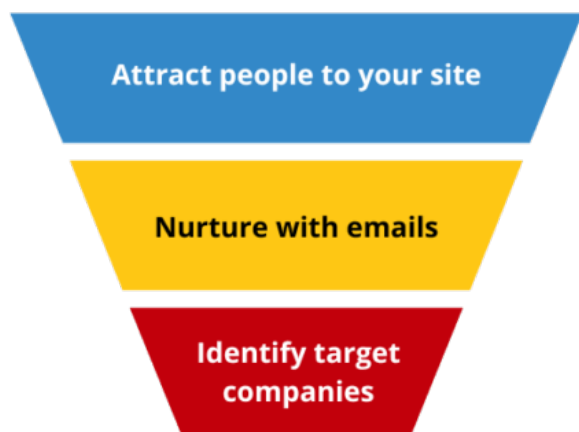 Attract people to your site
Nurture with emails
Identify target
companies